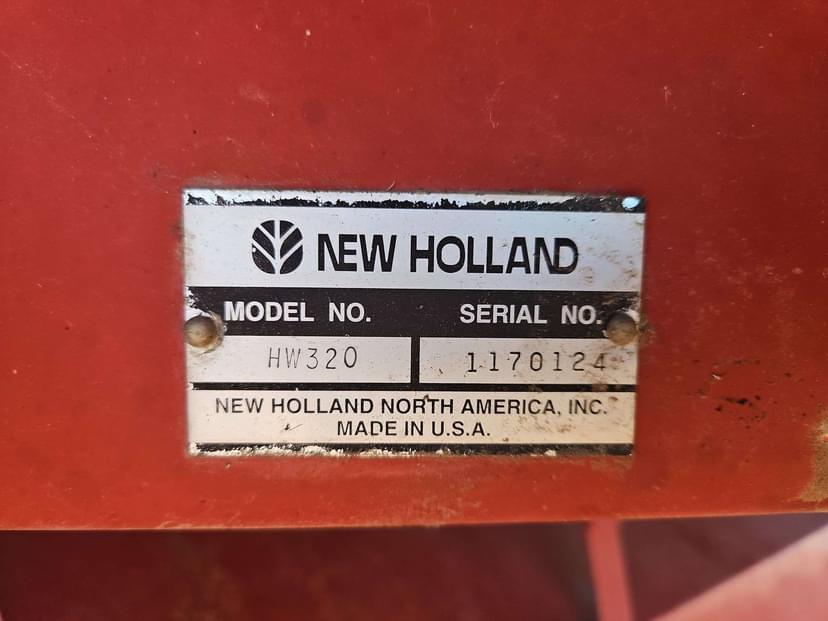 NEW HOLLAND
MODEL NO. SERIAL NO.
HW320 1170124
NEW HOLLAND NORTH AMERICA, INC.
MADE IN U.S.A.